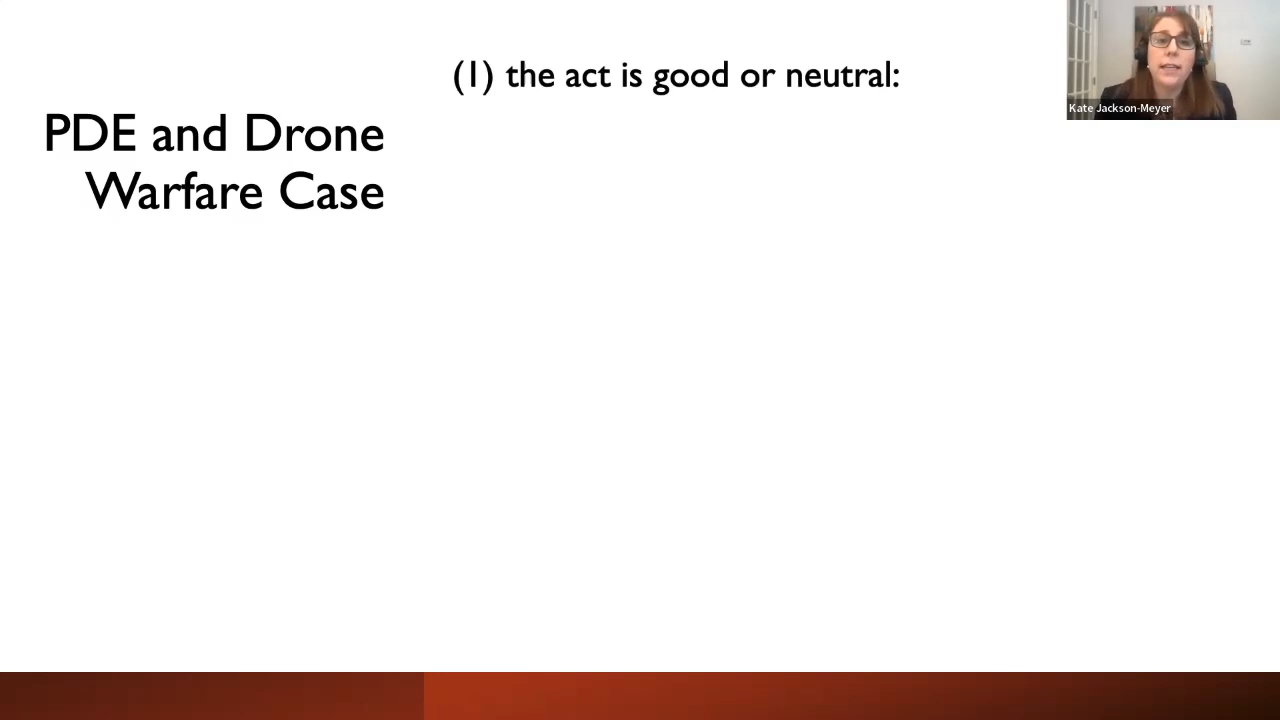 (1) the act is good or neutral:
PDE and Drone
Warfare Case
Kate Jackson-Meyer